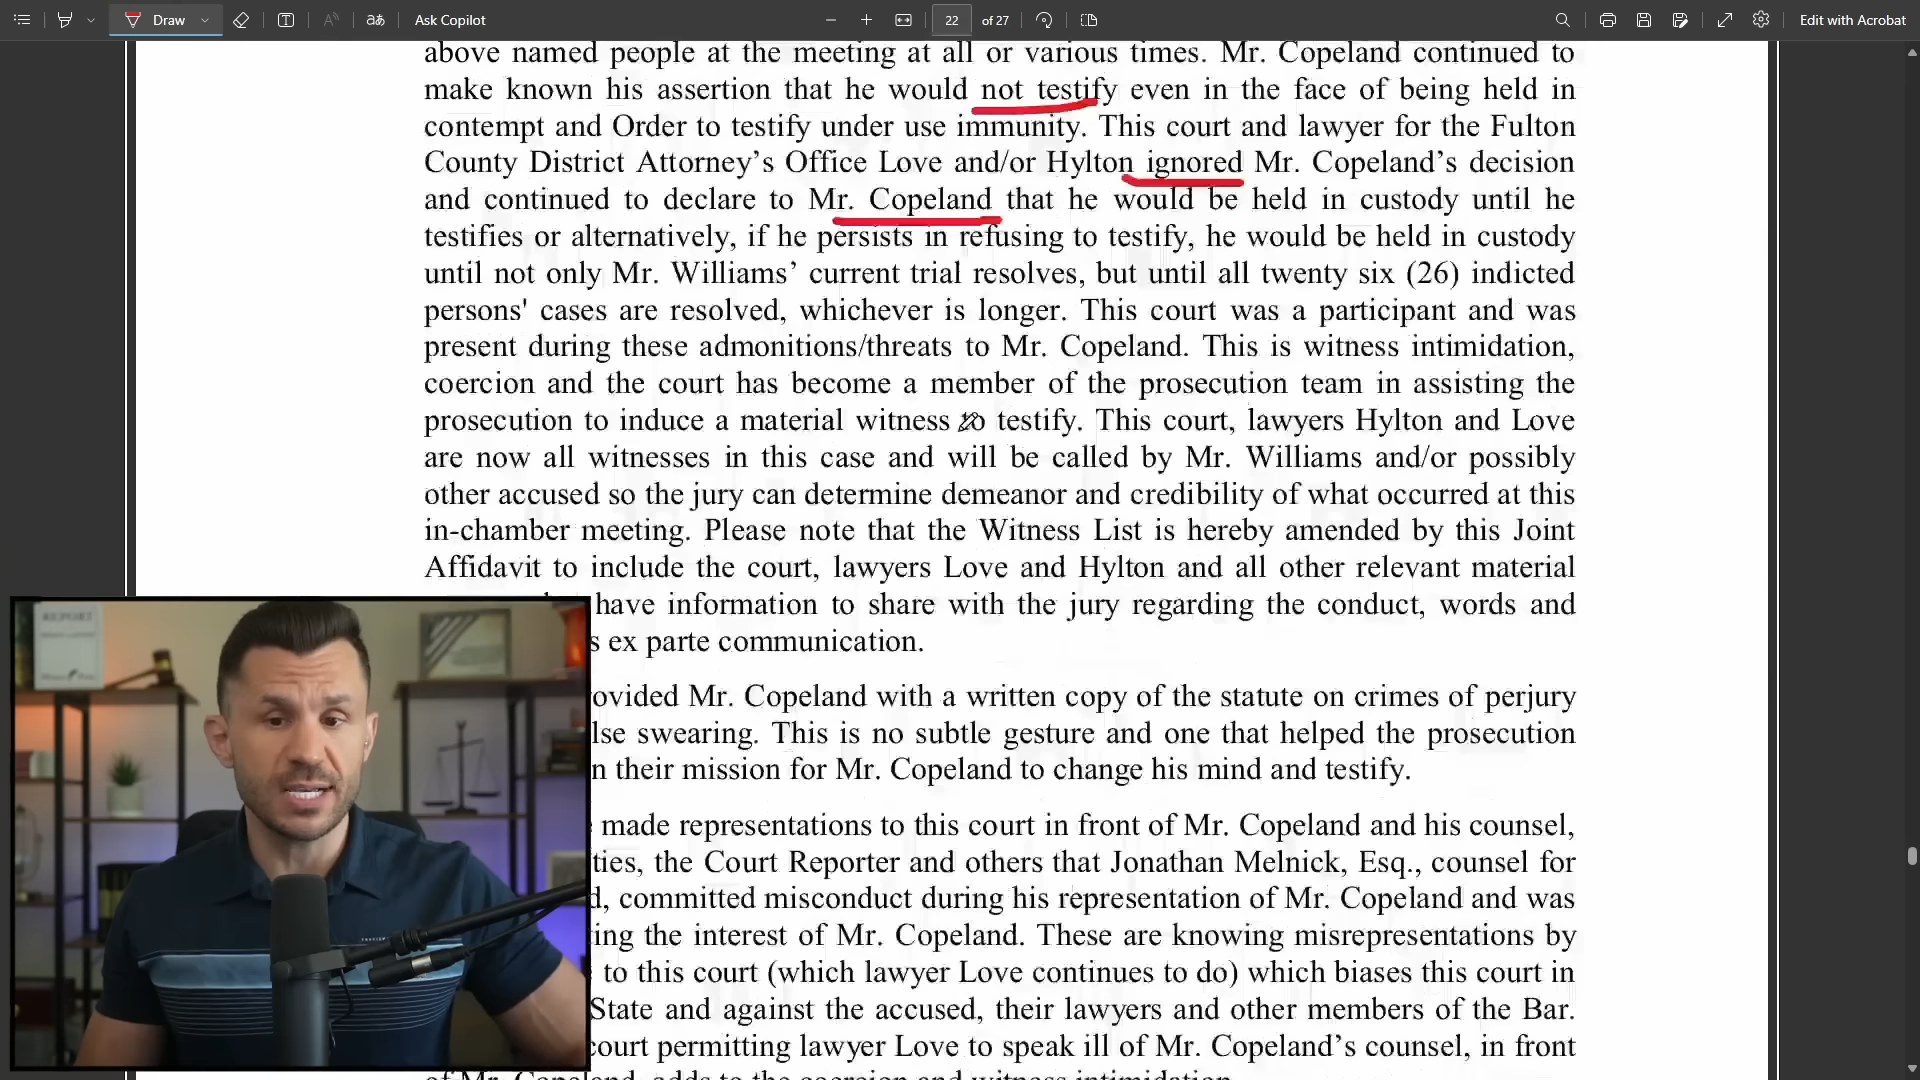 Draw
aあ
Ask Copilot
22 of 27
Edit with Acrobat
above named people at the meeting at all or various times. Mr. Copeland continued to
make known his assertion that he would not testify even in the face of being held in
contempt and Order to testify under use immunity. This court and lawyer for the Fulton
County District Attorney’s Office Love and/or Hylton ignored Mr. Copeland’s decision
and continued to declare to Mr. Copeland that he would be held in custody until he
testifies or alternatively, if he persists in refusing to testify, he would be held in custody
until not only Mr. Williams’ current trial resolves, but until all twenty six (26) indicted
persons' cases are resolved, whichever is longer. This court was a participant and was
present during these admonitions/threats to Mr. Copeland. This is witness intimidation,
coercion and the court has become a member of the prosecution team in assisting the
prosecution to induce a material witness to testify. This court, lawyers Hylton and Love
are now all witnesses in this case and will be called by Mr. Williams and/or possibly
other accused so the jury can determine demeanor and credibility of what occurred at this
in-chamber meeting. Please note that the Witness List is hereby amended by this Joint
Affidavit to include the court, lawyers Love and Hylton and all other relevant material
have information to share with the jury regarding the conduct, words and
ex parte communication.
Mr. Copeland with a written copy of the statute on crimes of perjury
swearing. This is no subtle gesture and one that helped the prosecution
their mission for Mr. Copeland to change his mind and testify.
made representations to this court in front of Mr. Copeland and his counsel,
the Court Reporter and others that Jonathan Melnick, Esq., counsel for
committed misconduct during his representation of Mr. Copeland and was
the interest of Mr. Copeland. These are knowing misrepresentations by
to this court (which lawyer Love continues to do) which biases this court in
State and against the accused, their lawyers and other members of the Bar.
court permitting lawyer Love to speak ill of Mr. Copeland’s counsel, in front
REPORT